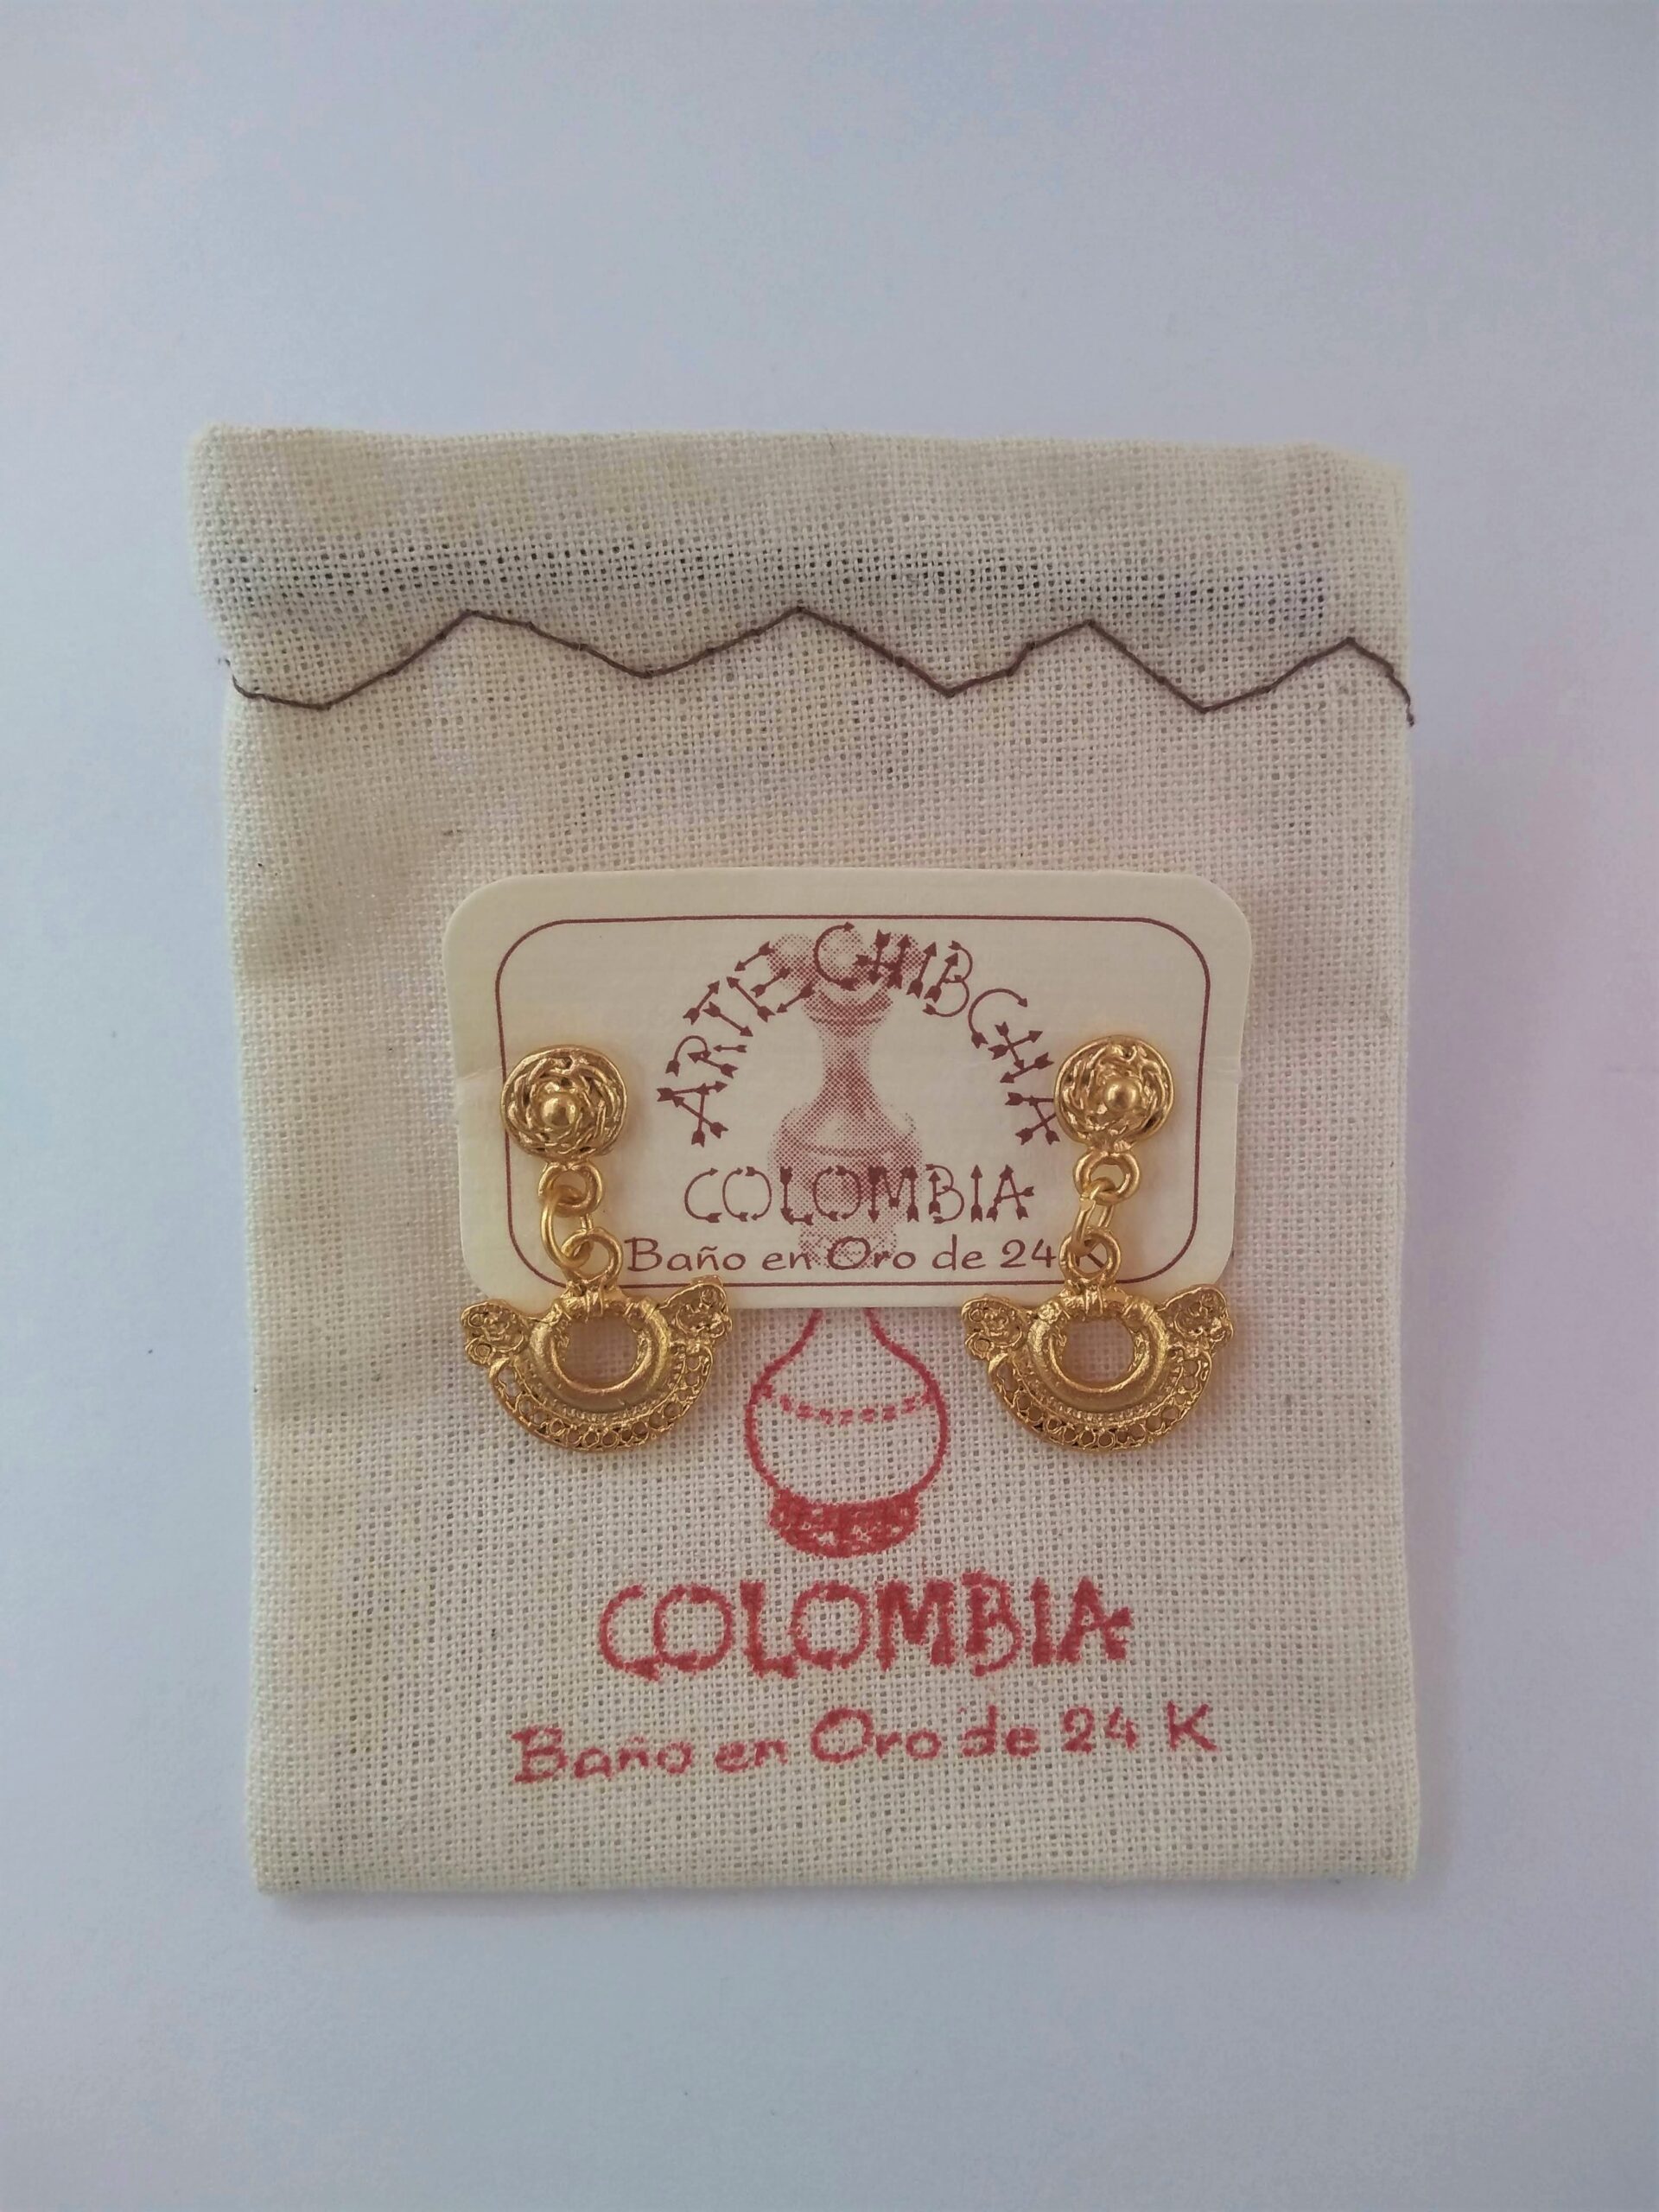 ARTE CHIBCHA
COLOMBIA
Baño en Oro de 24 K
COLOMBIA
Baño en Oro de 24 K